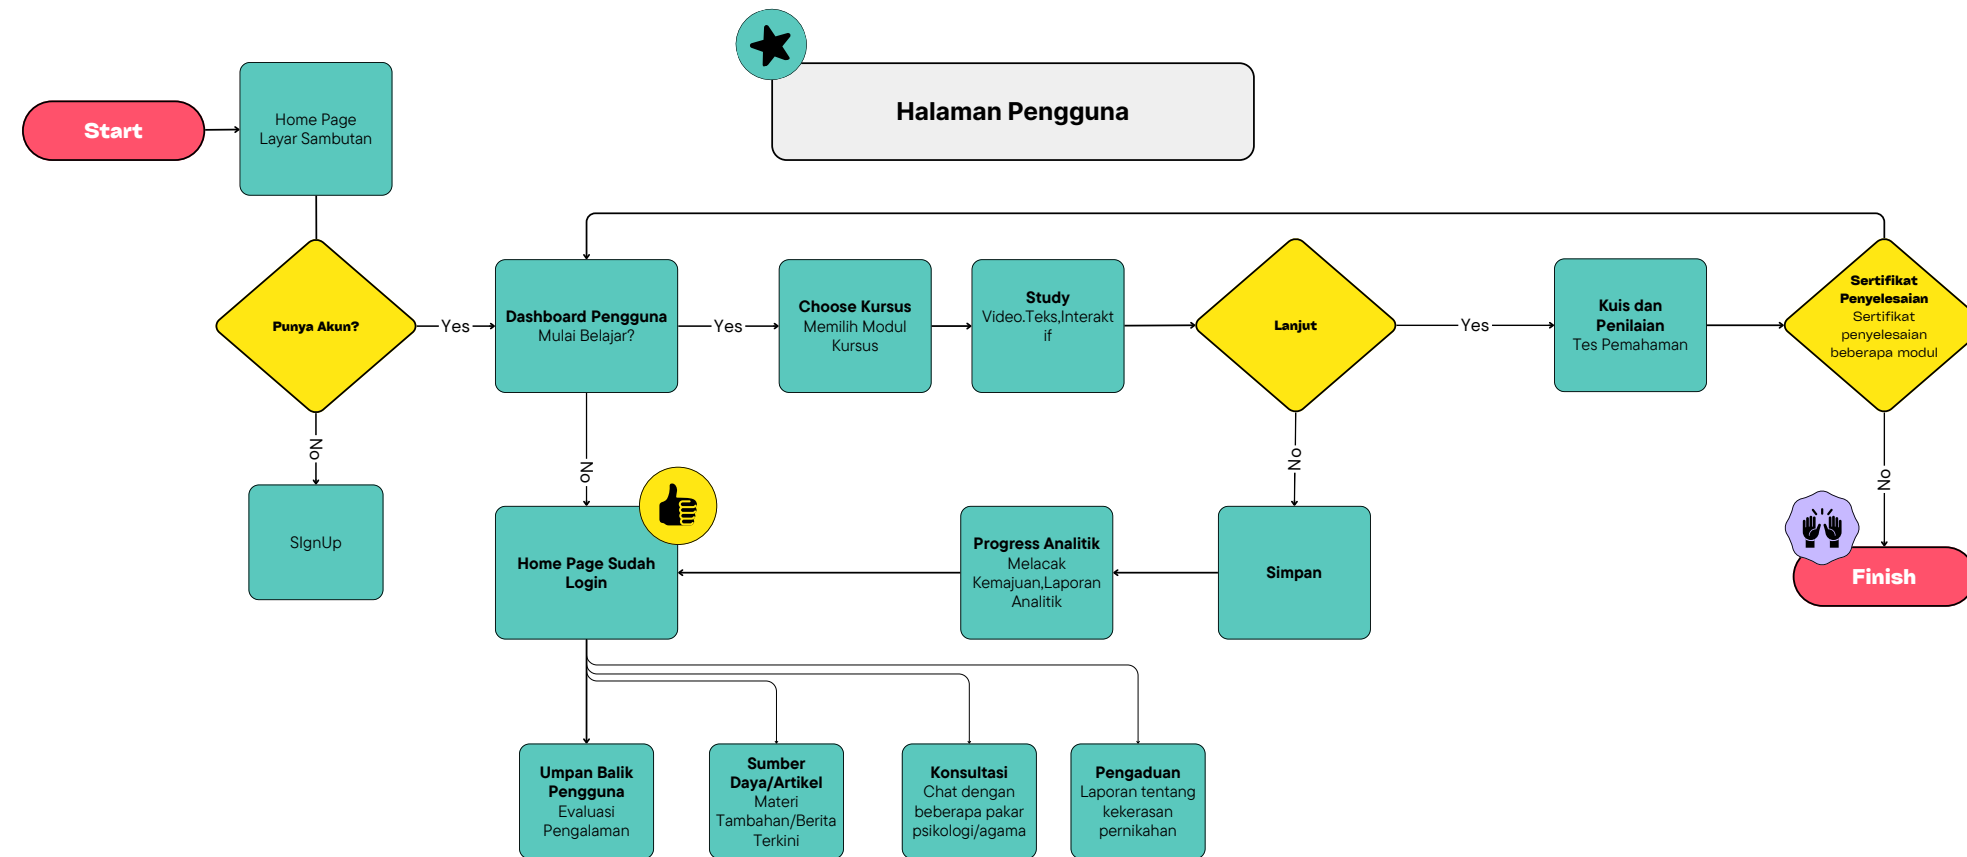 Halaman Pengguna
Start
Home Page
Layar Sambutan
Punya Akun?
Yes
No
SIgnUp
Dashboard Pengguna
Mulai Belajar?
Yes
No
Choose Kursus
Memilih Modul
Kursus
Study
Video.Teks,Interakt
if
Lanjut
Yes
No
Kuis dan
Penilaian
Tes Pemahaman
Sertifikat
Penyelesaian
Sertifikat
penyelesaian
beberapa modul
No
Finish
Simpan
Progress Analitik
Melacak
Kemajuan,Laporan
Analitik
Home Page Sudah
Login
Umpan Balik
Pengguna
Evaluasi
Pengalaman
Sumber
Daya/Artikel
Materi
Tambahan/Berita
Terkini
Konsultasi
Chat dengan
beberapa pakar
psikologi/agama
Pengaduan
Laporan tentang
kekerasan
pernikahan